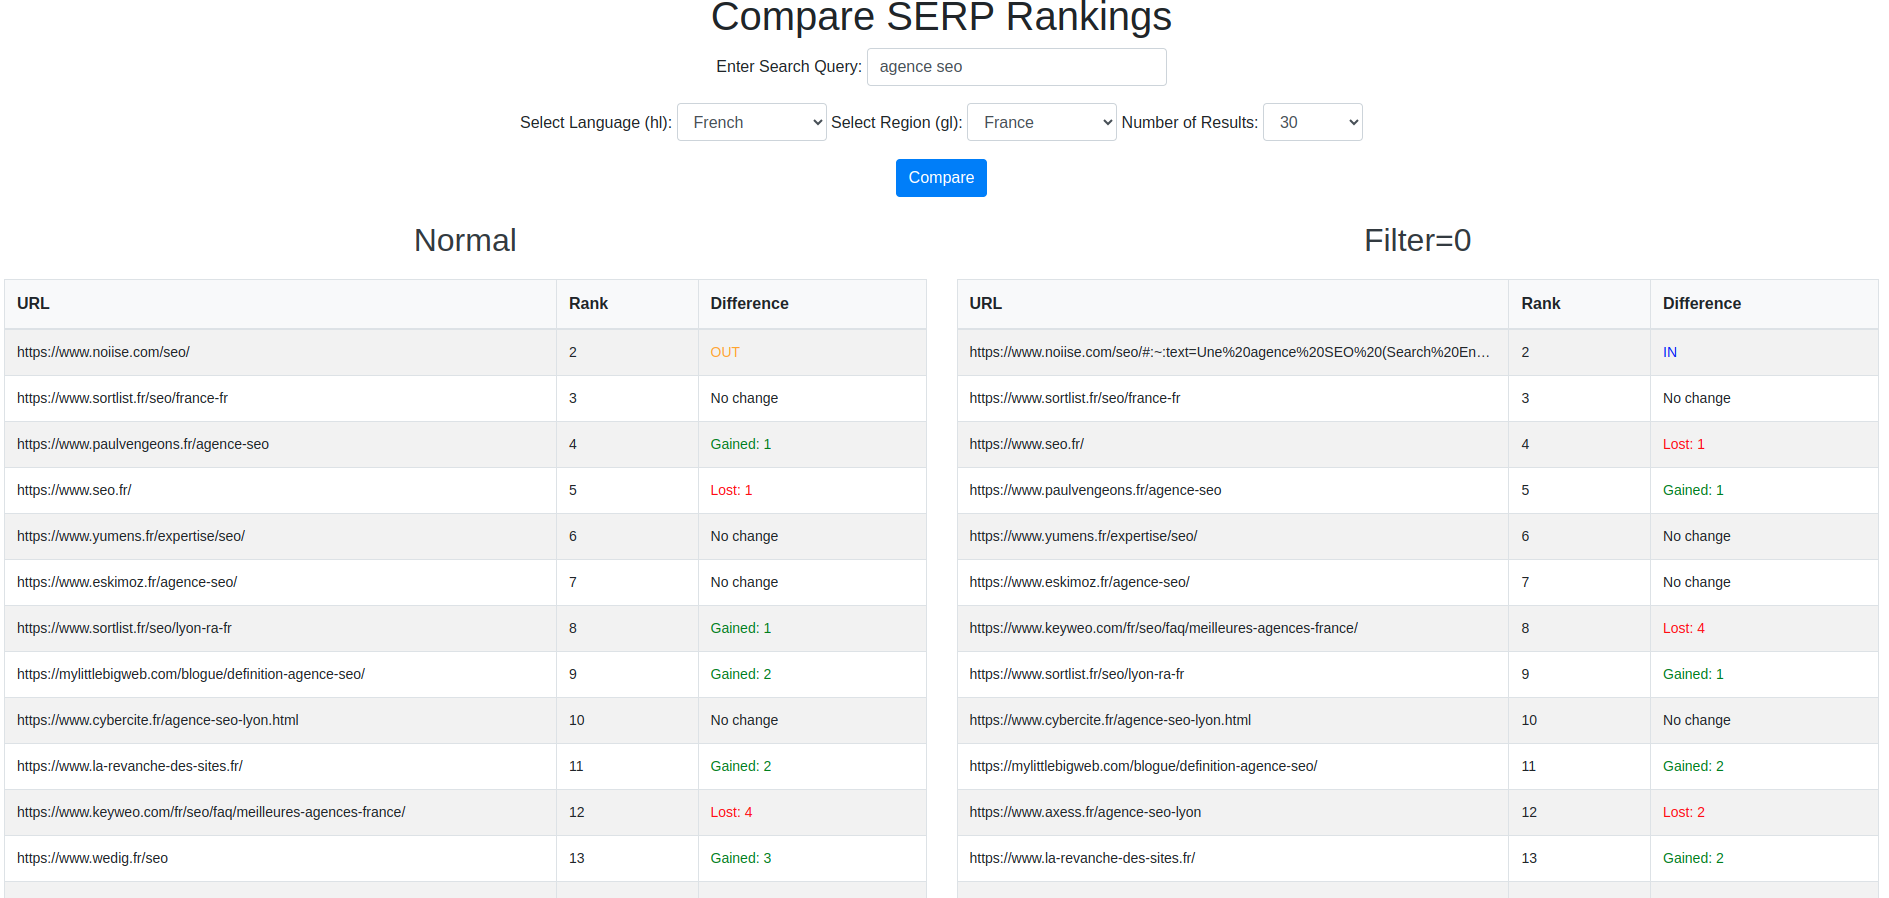 Compare SERP Rankings
Enter Search Query: agence seo
Select Language (hl): French Select Region (gl): France Number of Results: 30
Compare
Normal
URL Rank Difference
https://www.noiise.com/seo/ 2 OUT
https://www.sortlist.fr/seo/france-fr 3 No change
https://www.paulvengeons.fr/agence-seo 4 Gained: 1
https://www.seo.fr/ 5 Lost: 1
https://www.yumens.fr/expertise/seo/ 6 No change
https://www.eskimoz.fr/agence-seo/ 7 No change
https://www.sortlist.fr/seo/lyon-ra-fr 8 Gained: 1
https://mylittlebigweb.com/blogue/definition-agence-seo/ 9 Gained: 2
https://www.cybercite.fr/agence-seo-lyon.html 10 No change
https://www.la-revanche-des-sites.fr/ 11 Gained: 2
https://www.keyweo.com/fr/seo/faq/meilleures-agences-france/ 12 Lost: 4
https://www.wedig.fr/seo 13 Gained: 3
Filter=0
URL Rank Difference
https://www.noiise.com/seo/#:~:text=Une%20agence%20SEO%20(Search%20En... 2 IN
https://www.sortlist.fr/seo/france-fr 3 No change
https://www.seo.fr/ 4 Lost: 1
https://www.paulvengeons.fr/agence-seo 5 Gained: 1
https://www.yumens.fr/expertise/seo/ 6 No change
https://www.eskimoz.fr/agence-seo/ 7 No change
https://www.keyweo.com/fr/seo/faq/meilleures-agences-france/ 8 Lost: 4
https://www.sortlist.fr/seo/lyon-ra-fr 9 Gained: 1
https://www.cybercite.fr/agence-seo-lyon.html 10 No change
https://mylittlebigweb.com/blogue/definition-agence-seo/ 11 Gained: 2
https://www.axess.fr/agence-seo-lyon 12 Lost: 2
https://www.la-revanche-des-sites.fr/ 13 Gained: 2